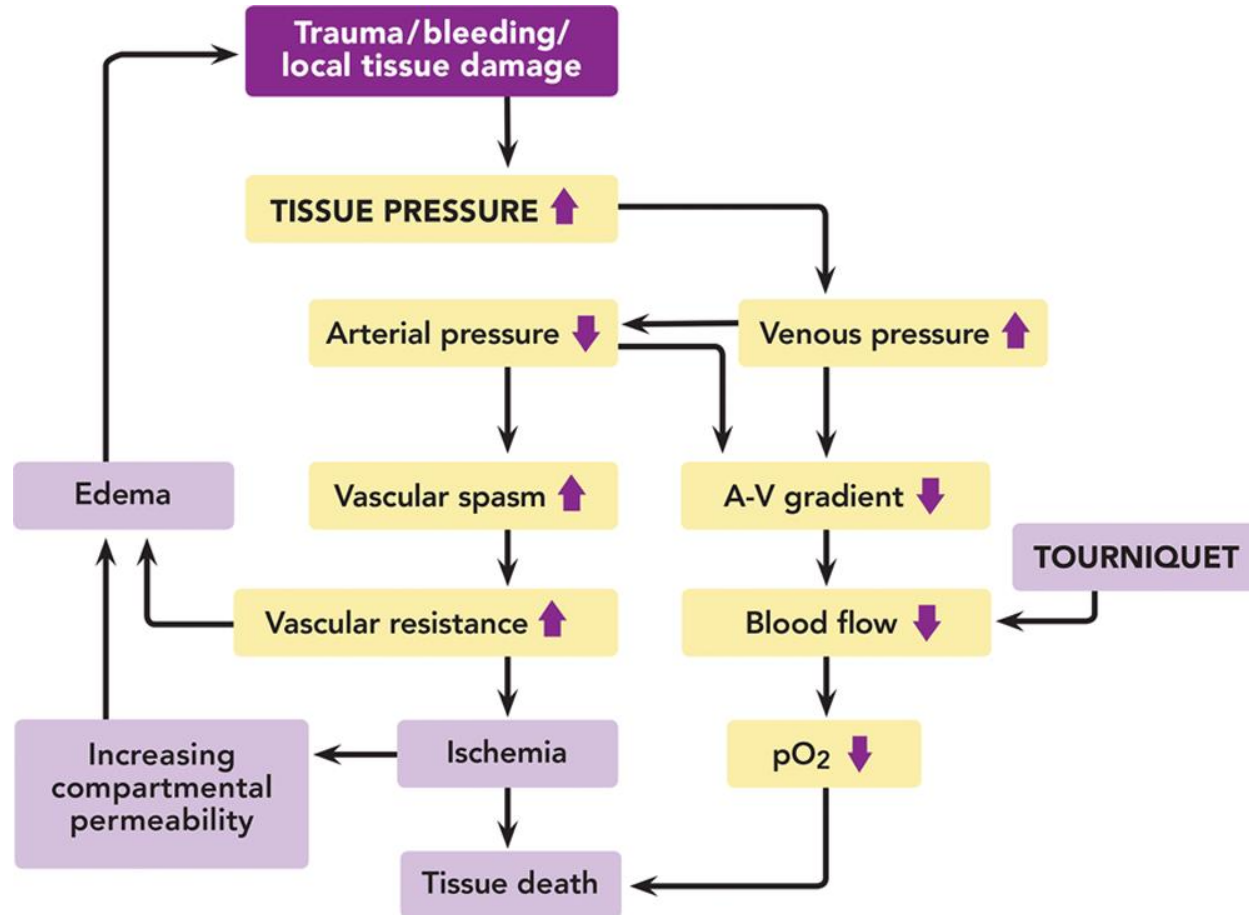 Trauma/bleeding/
local tissue damage
TISSUE PRESSURE
Arterial pressure
Venous pressure
Edema
Vascular spasm
A-V gradient
TOURNIQUET
Vascular resistance
Blood flow
Increasing
compartmental
permeability
Ischemia
pO₂
Tissue death